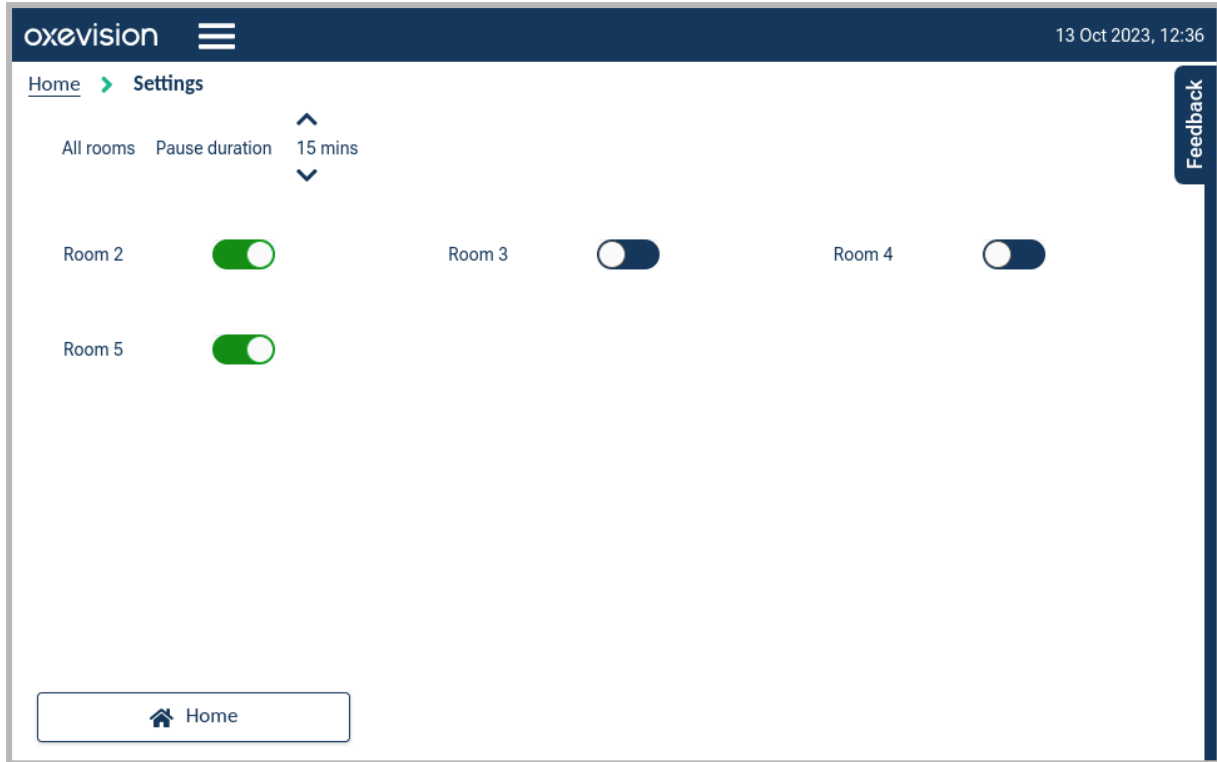 oxevision
13 Oct 2023, 12:36
Home Settings
Feedback
All rooms Pause duration 15 mins
Room 2 Room 3 Room 4
Room 5
Home